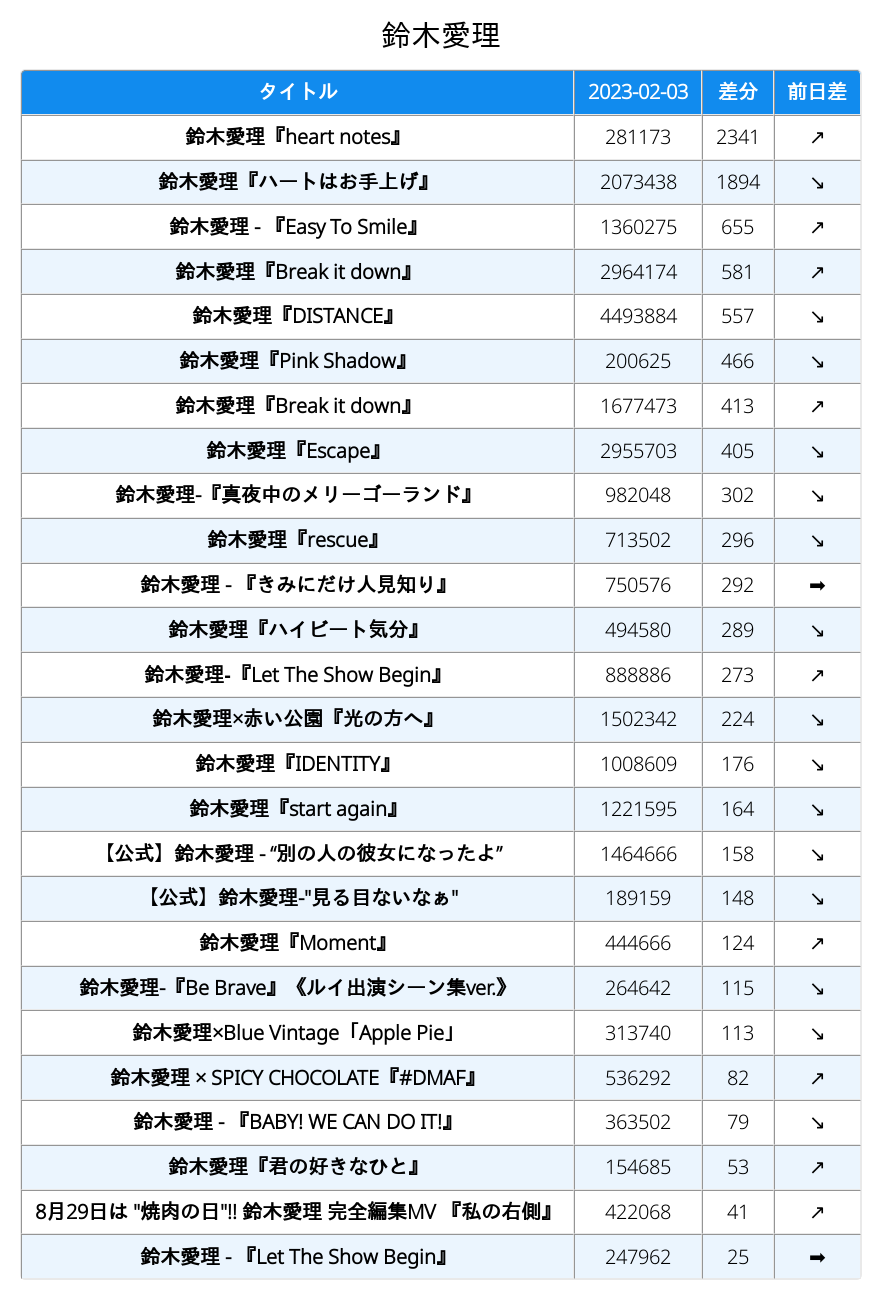 鈴木愛理
タイトル 2023-02-03 差分 前日差
鈴木愛理『heart notes』 281173 2341 ↗
鈴木愛理『ハートはお手上げ』 2073438 1894 ↘
鈴木愛理 - 『Easy To Smile』 1360275 655 ↗
鈴木愛理『Break it down』 2964174 581 ↗
鈴木愛理『DISTANCE』 4493884 557 ↘
鈴木愛理『Pink Shadow』 200625 466 ↘
鈴木愛理『Break it down』 1677473 413 ↗
鈴木愛理『Escape』 2955703 405 ↘
鈴木愛理-『真夜中のメリーゴーランド』 982048 302 ↘
鈴木愛理『rescue』 713502 296 ↘
鈴木愛理 - 『きみにだけ人見知り』 750576 292 ➡
鈴木愛理『ハイビート気分』 494580 289 ↘
鈴木愛理-『Let The Show Begin』 888886 273 ↗
鈴木愛理×赤い公園『光の方へ』 1502342 224 ↘
鈴木愛理『IDENTITY』 1008609 176 ↘
鈴木愛理『start again』 1221595 164 ↘
【公式】鈴木愛理 - “別の人の彼女になったよ” 1464666 158 ↘
【公式】鈴木愛理-"見る目ないなぁ" 189159 148 ↘
鈴木愛理『Moment』 444666 124 ↗
鈴木愛理-『Be Brave』《ルイ出演シーン集ver.》 264642 115 ↘
鈴木愛理×Blue Vintage「Apple Pie」 313740 113 ↘
鈴木愛理 × SPICY CHOCOLATE『#DMAF』 536292 82 ↗
鈴木愛理 - 『BABY! WE CAN DO IT!』 363502 79 ↘
鈴木愛理『君の好きなひと』 154685 53 ↗
8月29日は "焼肉の日"!! 鈴木愛理 完全編集MV 『私の右側』 422068 41 ↗
鈴木愛理 - 『Let The Show Begin』 247962 25 ➡